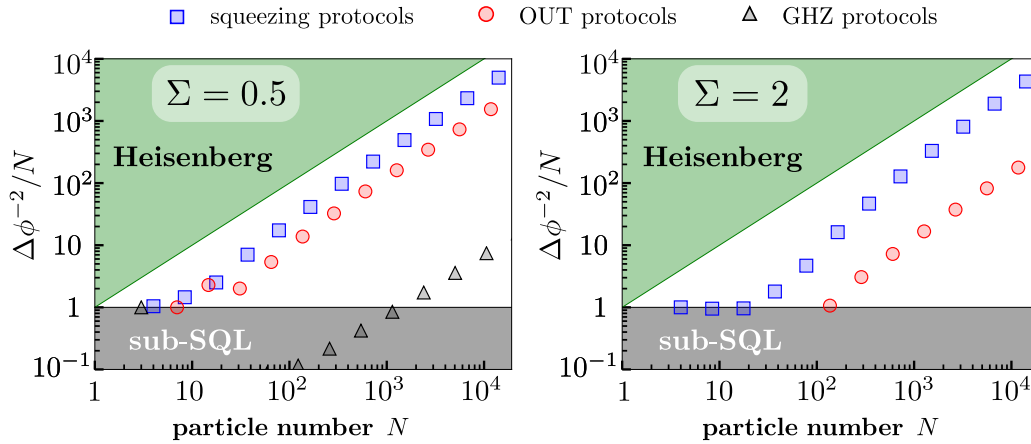 squeezing protocols OUT protocols GHZ protocols
Δϕ⁻²/N
10⁴
10³
10²
10
1
10⁻¹
Σ = 0.5
Heisenberg
sub-SQL
1 10 10² 10³ 10⁴
particle number N
Δϕ⁻²/N
10⁴
10³
10²
10
1
10⁻¹
Σ = 2
Heisenberg
sub-SQL
1 10 10² 10³ 10⁴
particle number N